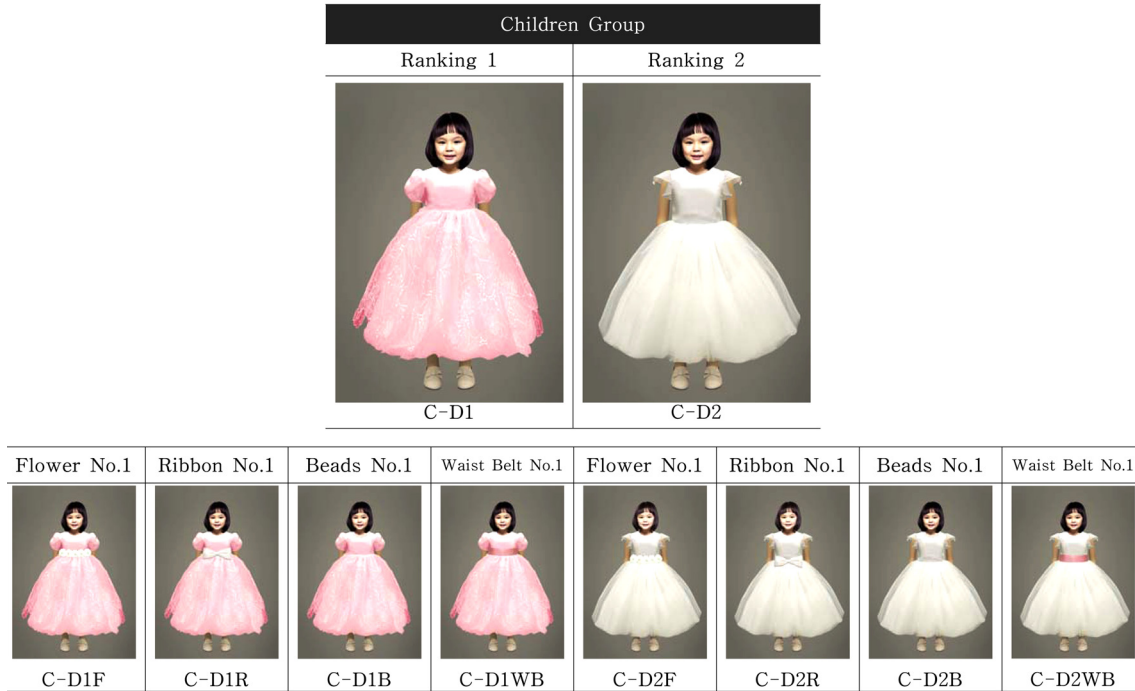 Children Group
Ranking 1 Ranking 2
C-D1 C-D2
Flower No.1 Ribbon No.1 Beads No.1 Waist Belt No.1 Flower No.1 Ribbon No.1 Beads No.1 Waist Belt No.1
C-D1F C-D1R C-D1B C-D1WB C-D2F C-D2R C-D2B C-D2WB